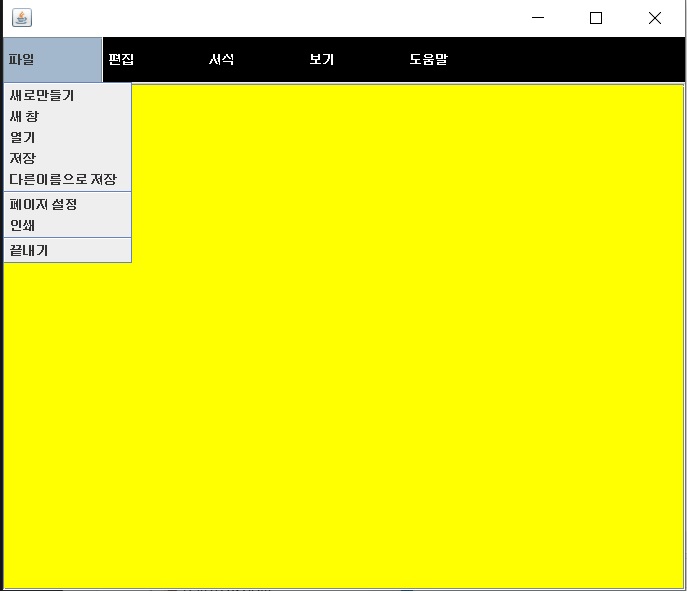 파일 편집 서식 보기 도움말
새로만들기
새 창
열기
저장
다른이름으로 저장
페이지 설정
인쇄
끝내기